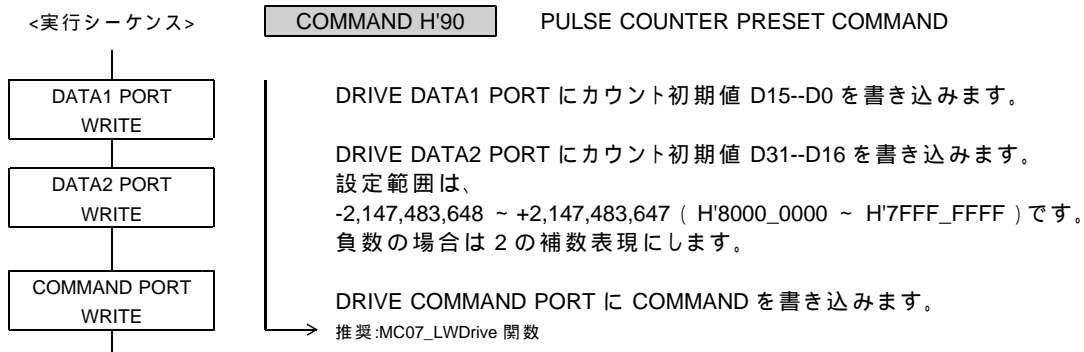 <実行シーケンス>
COMMAND H'90
PULSE COUNTER PRESET COMMAND
DATA1 PORT
WRITE
DRIVE DATA1 PORT にカウント初期値 D15--D0 を書き込みます。
DATA2 PORT
WRITE
DRIVE DATA2 PORT にカウント初期値 D31--D16 を書き込みます。
設定範囲は、
-2,147,483,648 ~ +2,147,483,647 ( H'8000_0000 ~ H'7FFF_FFFF ) です。
負数の場合は 2 の補数表現にします。
COMMAND PORT
WRITE
DRIVE COMMAND PORT に COMMAND を書き込みます。
推奨:MC07_LWDrive 関数